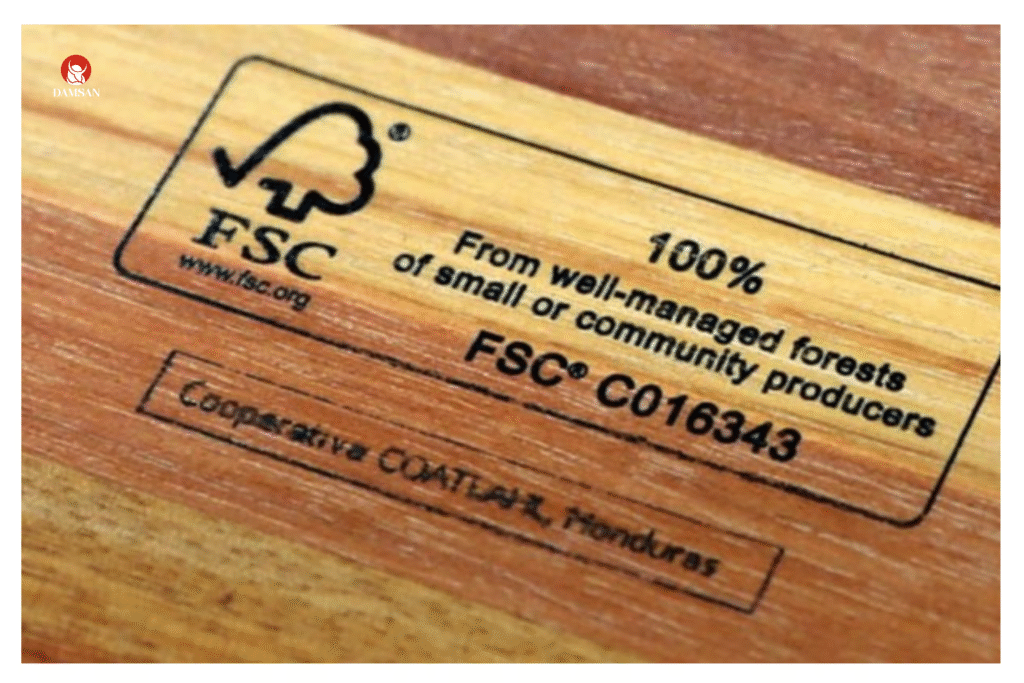 DAMSAN
®
FSC
www.fsc.org
100%
From well-managed forests
of small or community producers
FSC® C016343
Cooperativa COATLAHL, Honduras